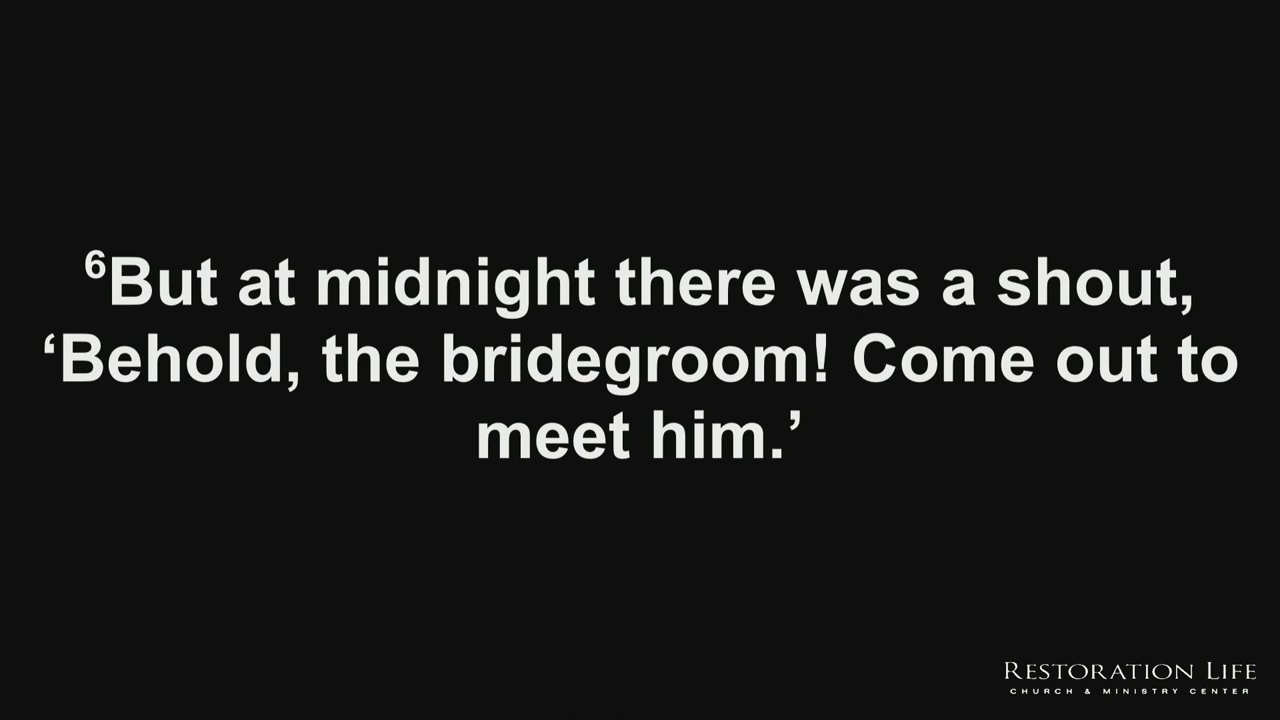 ⁶But at midnight there was a shout,
‘Behold, the bridegroom! Come out to
meet him.’
RESTORATION LIFE
CHURCH & MINISTRY CENTER